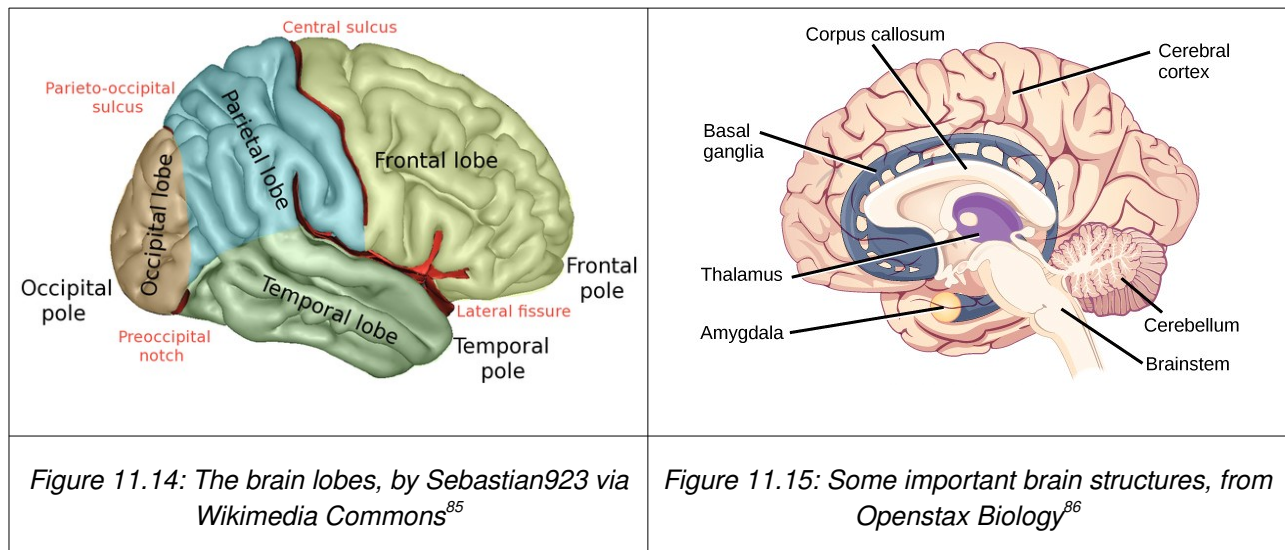 Central sulcus
Parieto-occipital
sulcus
Parietal lobe
Frontal lobe
Occipital lobe
Occipital
pole
Temporal lobe
Frontal
pole
Lateral fissure
Preoccipital
notch
Temporal
pole
Corpus callosum
Cerebral
cortex
Basal
ganglia
Thalamus
Amygdala
Cerebellum
Brainstem
Figure 11.14: The brain lobes, by Sebastian923 via
Wikimedia Commons85
Figure 11.15: Some important brain structures, from
Openstax Biology86